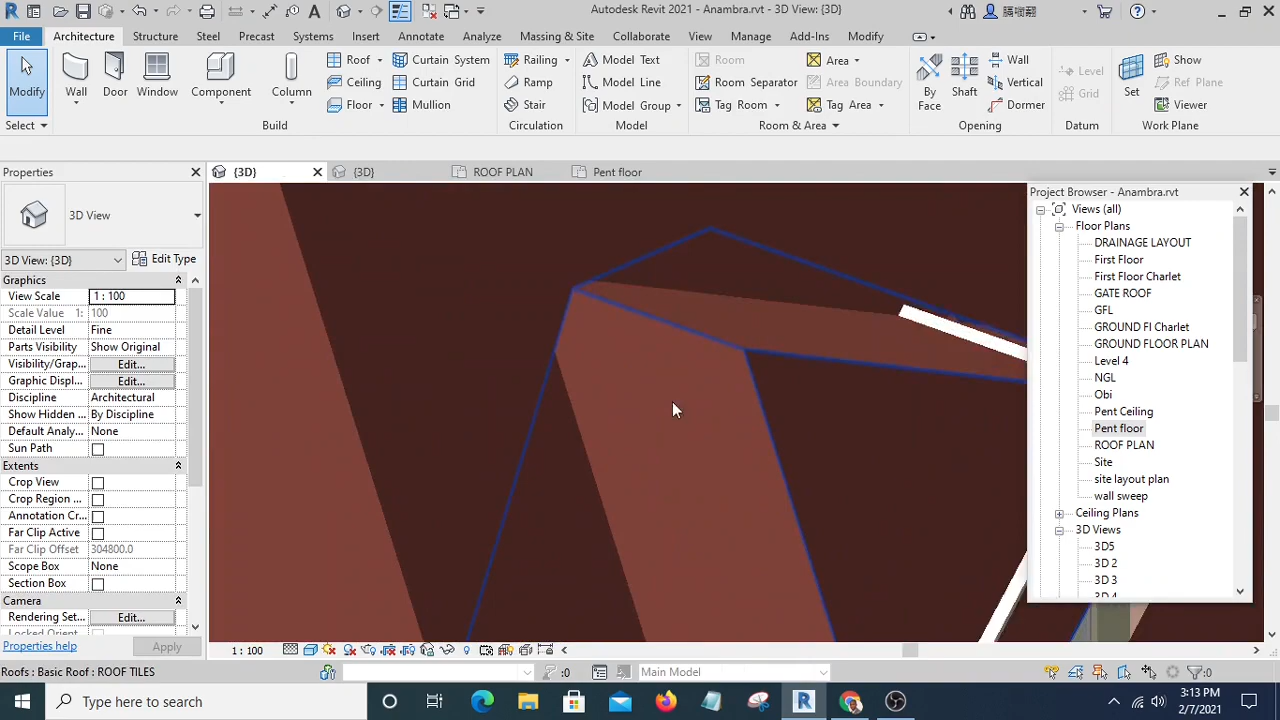 Autodesk Revit 2021 - Anambra.rvt - 3D View: {3D}
File Architecture Structure Steel Precast Systems Insert Annotate Analyze Massing & Site Collaborate View Manage Add-Ins Modify
Modify Wall Door Window Component Column
Roof Ceiling Floor
Curtain System Curtain Grid Mullion
Railing Ramp Stair
Model Text Model Line Model Group
Room Room Separator Tag Room
Area Area Boundary Tag Area
By Face Shaft
Wall Vertical Dormer
Level Grid
Set Show Ref Plane Viewer
Select Build Circulation Model Room & Area Opening Datum Work Plane
Properties
{3D} {3D} ROOF PLAN Pent floor
3D View
3D View: {3D} Edit Type
Graphics
View Scale 1 : 100
Scale Value 1: 100
Detail Level Fine
Parts Visibility Show Original
Visibility/Grap... Edit...
Graphic Displ... Edit...
Discipline Architectural
Show Hidden ... By Discipline
Default Analy... None
Sun Path
Extents
Crop View
Crop Region ...
Annotation Cr...
Far Clip Active
Far Clip Offset 304800.0
Scope Box None
Section Box
Camera
Rendering Set... Edit...
Properties help Apply
Project Browser - Anambra.rvt
Views (all)
Floor Plans
DRAINAGE LAYOUT
First Floor
First Floor Charlet
GATE ROOF
GFL
GROUND Fl Charlet
GROUND FLOOR PLAN
Level 4
NGL
Obi
Pent Ceiling
Pent floor
ROOF PLAN
Site
site layout plan
wall sweep
Ceiling Plans
3D Views
3D5
3D 2
3D 3
3D 4
1 : 100
Roofs : Basic Roof : ROOF TILES :0 Main Model :0
Type here to search
3:13 PM
2/7/2021